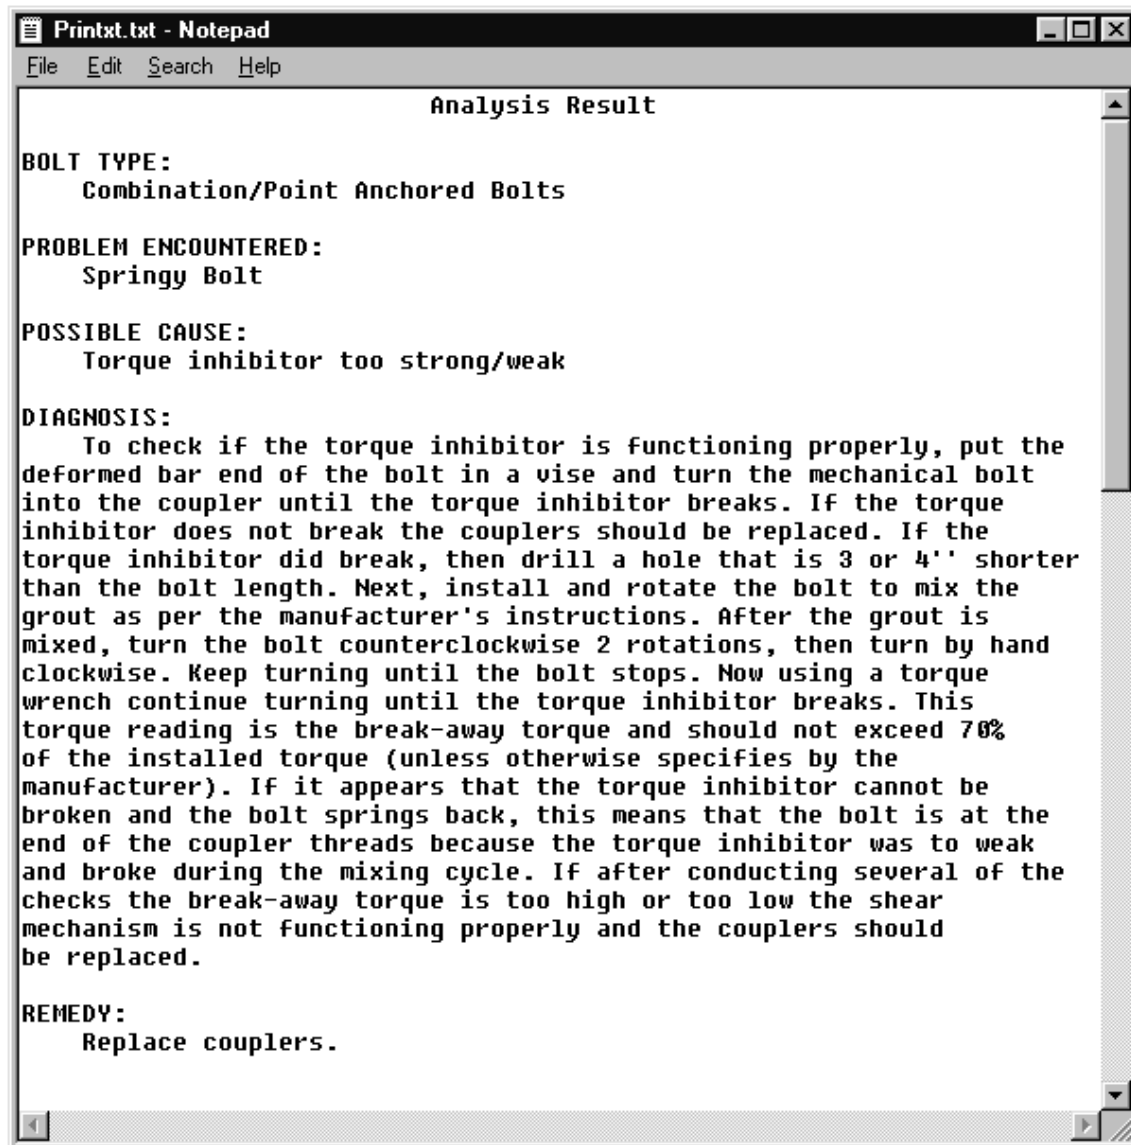 Printxt.txt - Notepad
File Edit Search Help
Analysis Result
BOLT TYPE:
Combination/Point Anchored Bolts
PROBLEM ENCOUNTERED:
Springy Bolt
POSSIBLE CAUSE:
Torque inhibitor too strong/weak
DIAGNOSIS:
To check if the torque inhibitor is functioning properly, put the
deformed bar end of the bolt in a vise and turn the mechanical bolt
into the coupler until the torque inhibitor breaks. If the torque
inhibitor does not break the couplers should be replaced. If the
torque inhibitor did break, then drill a hole that is 3 or 4'' shorter
than the bolt length. Next, install and rotate the bolt to mix the
grout as per the manufacturer's instructions. After the grout is
mixed, turn the bolt counterclockwise 2 rotations, then turn by hand
clockwise. Keep turning until the bolt stops. Now using a torque
wrench continue turning until the torque inhibitor breaks. This
torque reading is the break-away torque and should not exceed 70%
of the installed torque (unless otherwise specifies by the
manufacturer). If it appears that the torque inhibitor cannot be
broken and the bolt springs back, this means that the bolt is at the
end of the coupler threads because the torque inhibitor was to weak
and broke during the mixing cycle. If after conducting several of the
checks the break-away torque is too high or too low the shear
mechanism is not functioning properly and the couplers should
be replaced.
REMEDY:
Replace couplers.